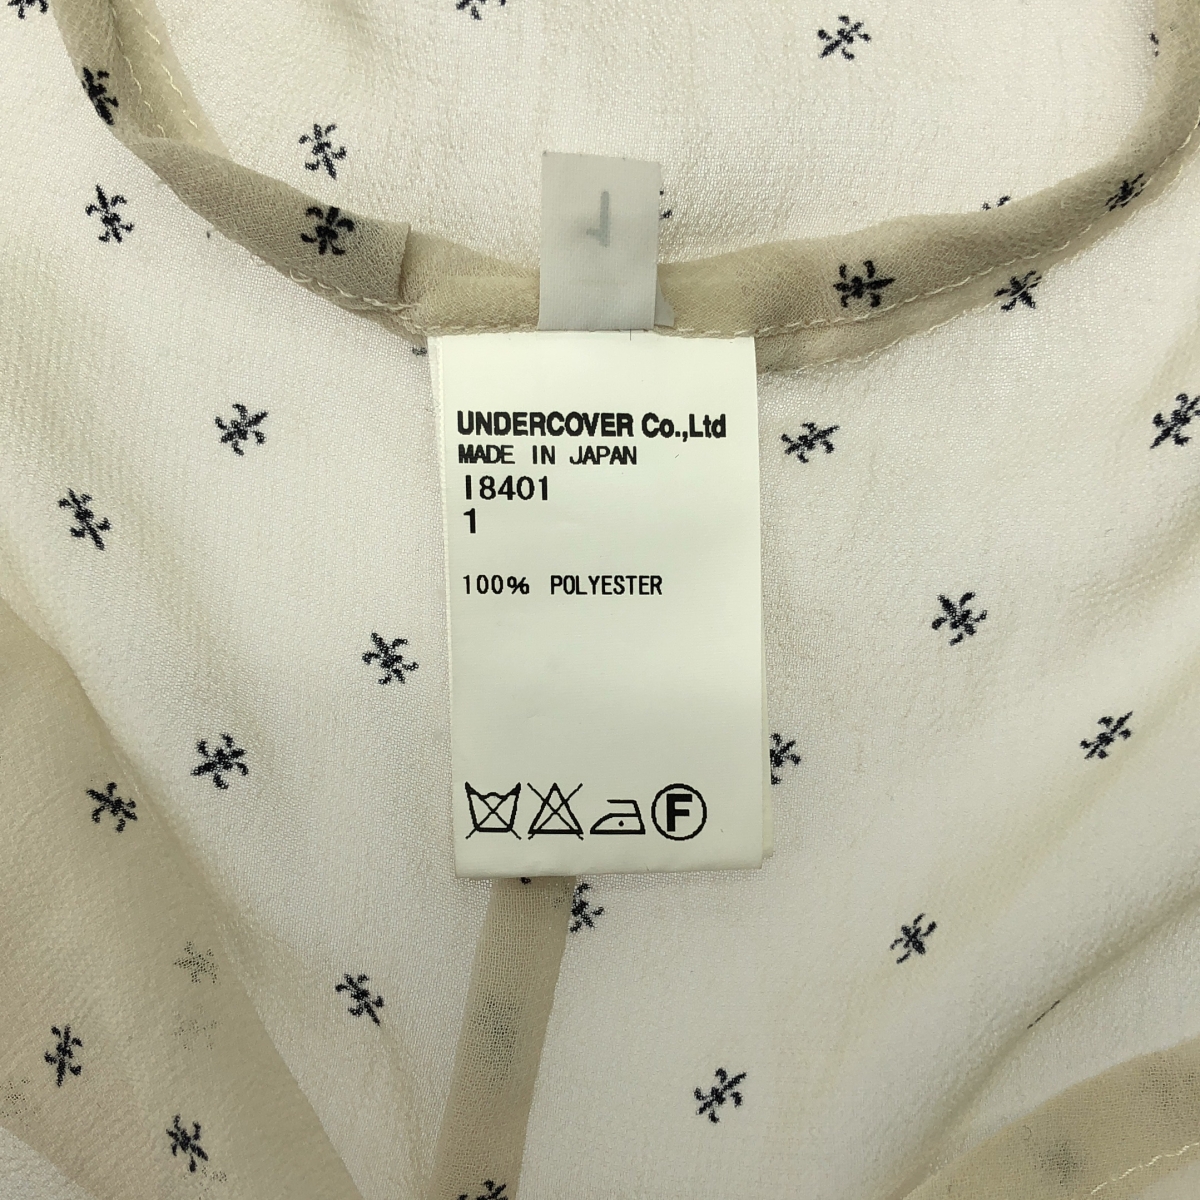 1
UNDERCOVER Co.,Ltd
MADE IN JAPAN
I8401
1
100% POLYESTER
F